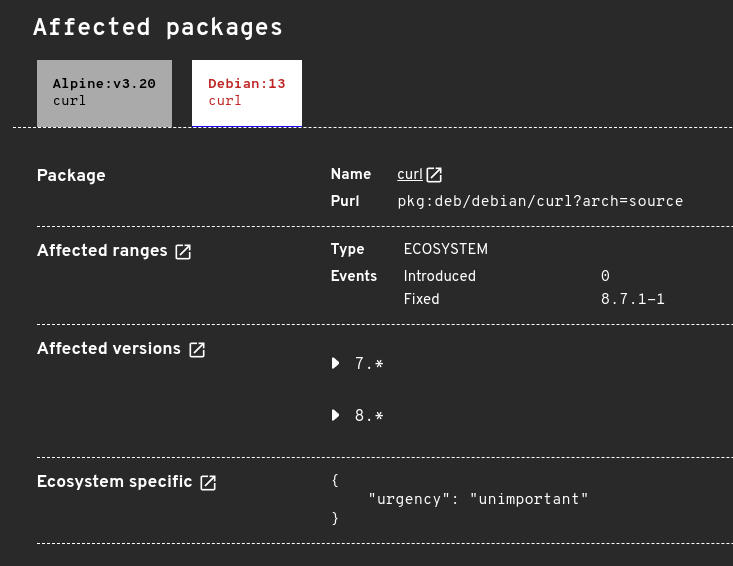 Affected packages
Alpine:v3.20
curl
Debian:13
curl
Package
Name curl
Purl pkg:deb/debian/curl?arch=source
Affected ranges
Type ECOSYSTEM
Events Introduced 0
Fixed 8.7.1-1
Affected versions
7.*
8.*
Ecosystem specific
{
    "urgency": "unimportant"
}